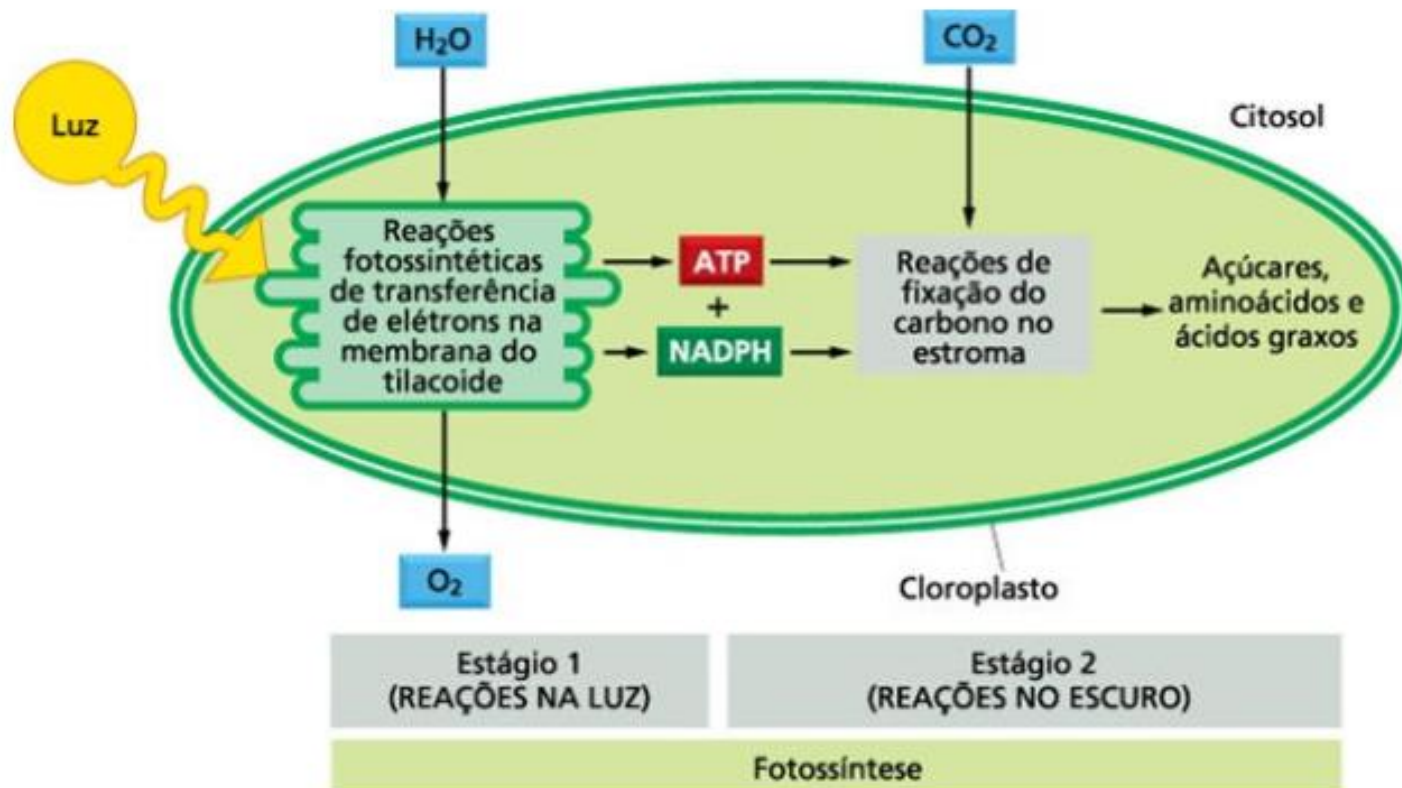 H₂O
CO₂
Luz
Citosol
Reações
fotossintéticas
de transferência
de elétrons na
membrana do
tilacoide
ATP
+
NADPH
Reações de
fixação do
carbono no
estroma
Açúcares,
aminoácidos e
ácidos graxos
O₂
Cloroplasto
Estágio 1
(REAÇÕES NA LUZ)
Estágio 2
(REAÇÕES NO ESCURO)
Fotossíntese